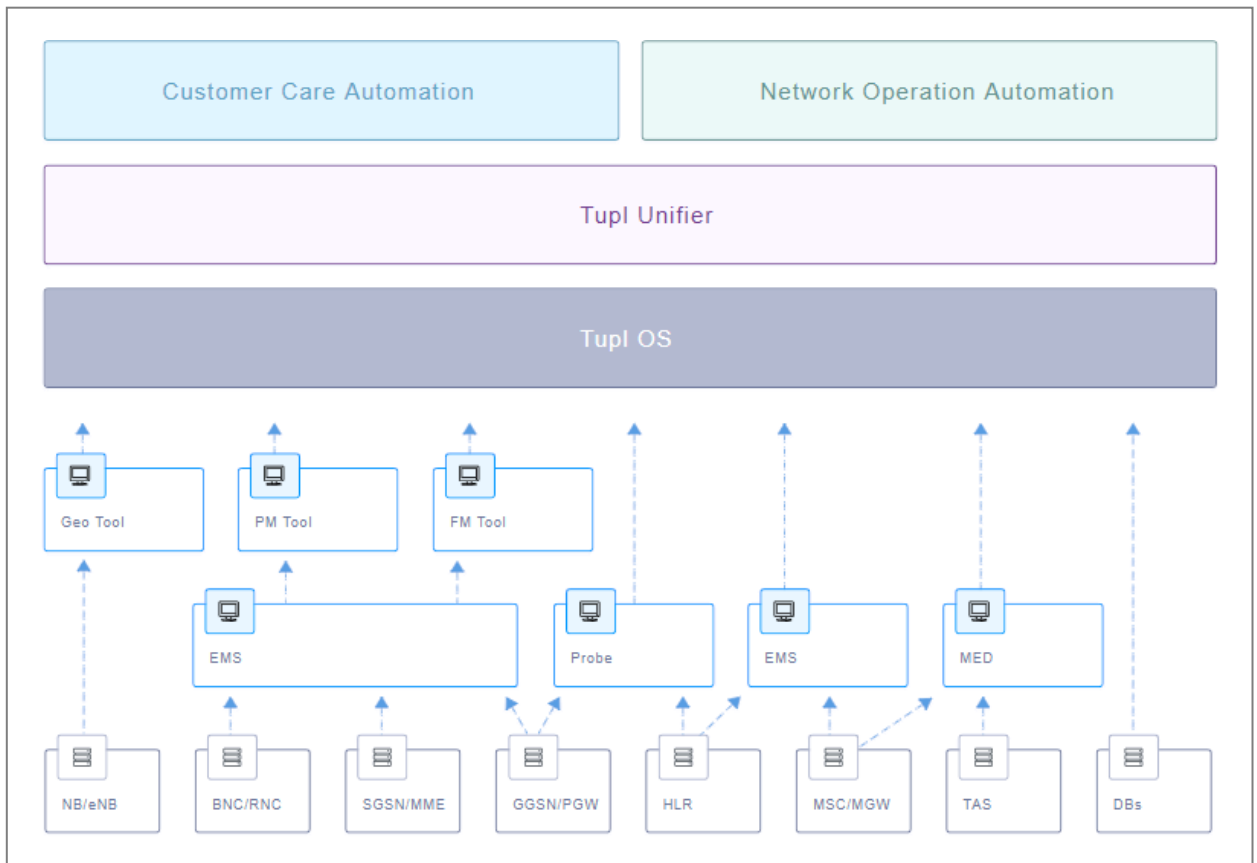 Customer Care Automation
Network Operation Automation
Tupl Unifier
Tupl OS
Geo Tool
PM Tool
FM Tool
EMS
Probe
EMS
MED
NB/eNB
BNC/RNC
SGSN/MME
GGSN/PGW
HLR
MSC/MGW
TAS
DBs